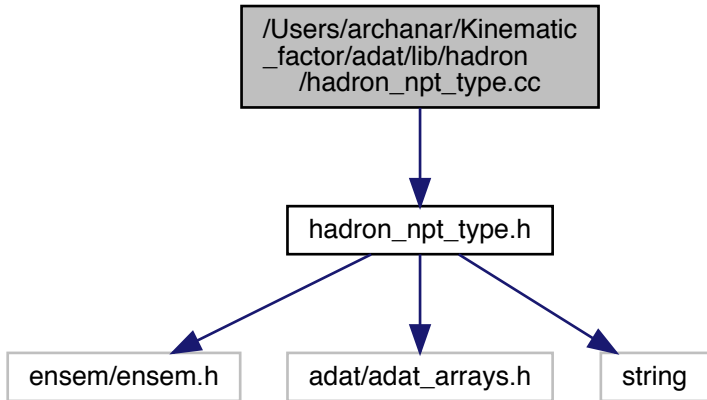 /Users/archanar/Kinematic
_factor/adat/lib/hadron
/hadron_npt_type.cc
hadron_npt_type.h
ensem/ensem.h
adat/adat_arrays.h
string